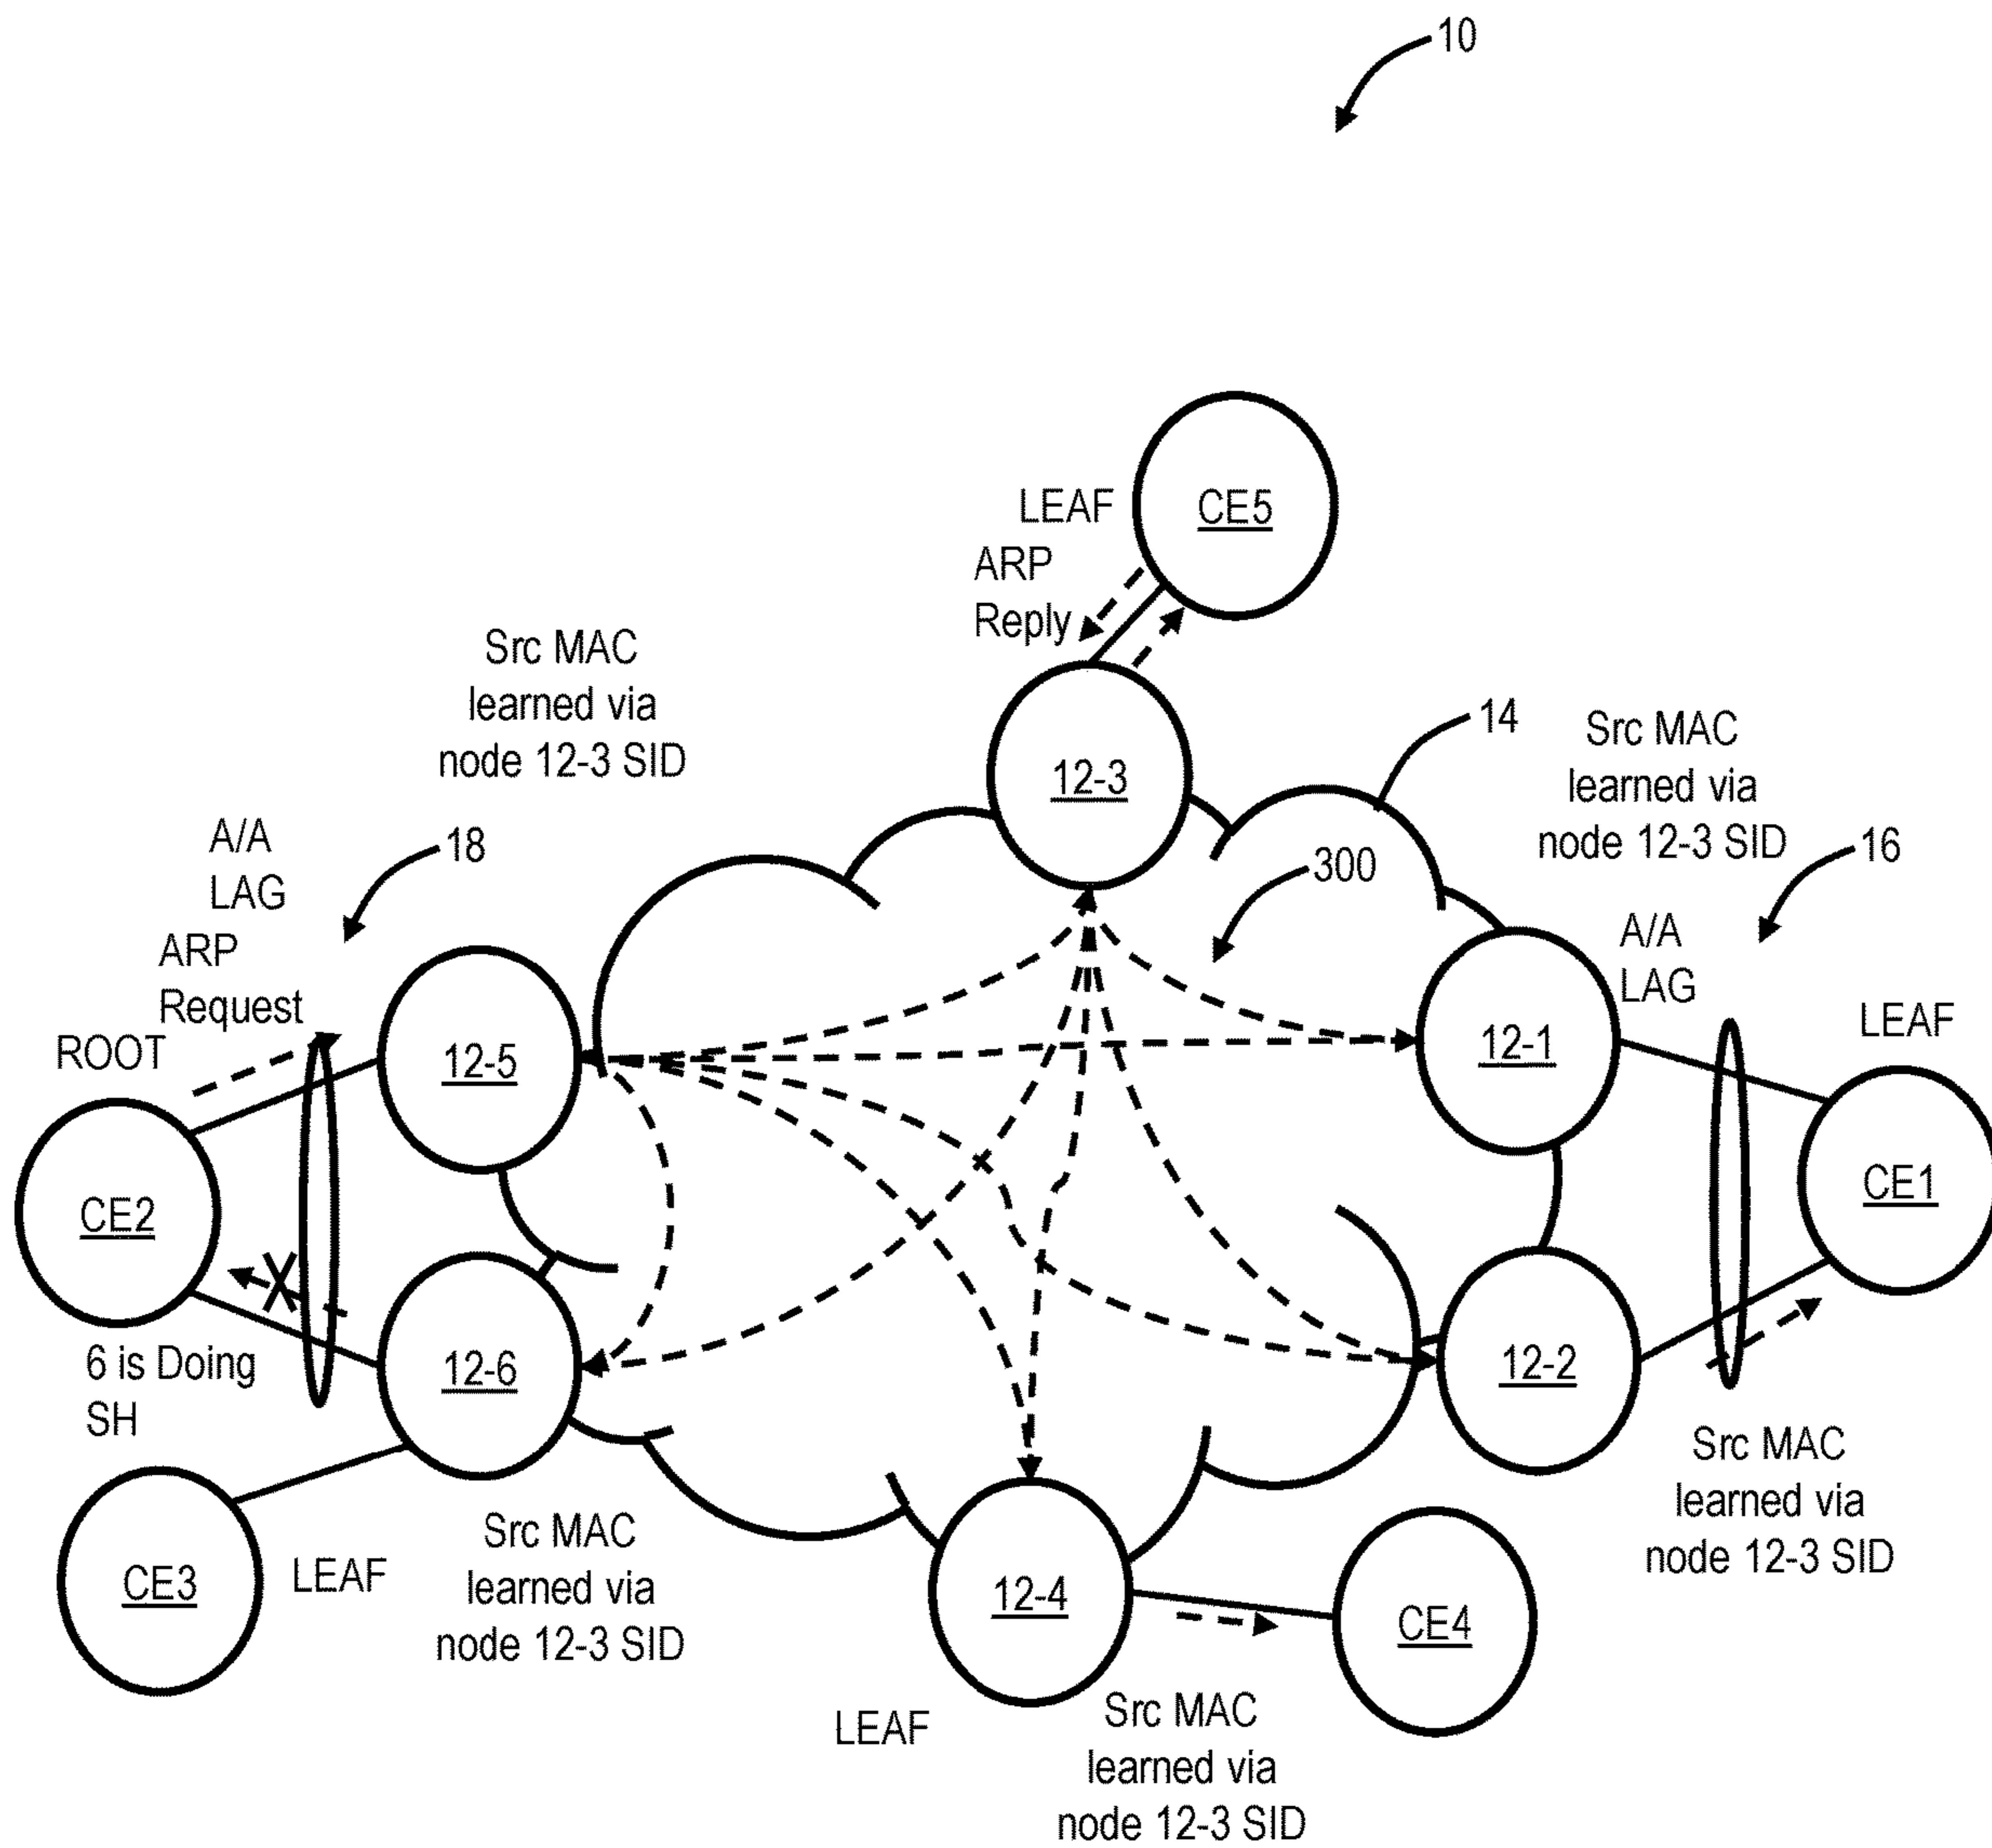 10
CE5
LEAF
ARP
Reply
Src MAC
learned via
node 12-3 SID
12-3
14
Src MAC
learned via
node 12-3 SID
A/A
LAG
18
300
16
ARP
Request
A/A
LAG
ROOT
12-5
12-1
LEAF
CE2
CE1
6 is Doing
SH
12-6
12-2
CE3
LEAF
Src MAC
learned via
node 12-3 SID
12-4
CE4
Src MAC
learned via
node 12-3 SID
LEAF
Src MAC
learned via
node 12-3 SID